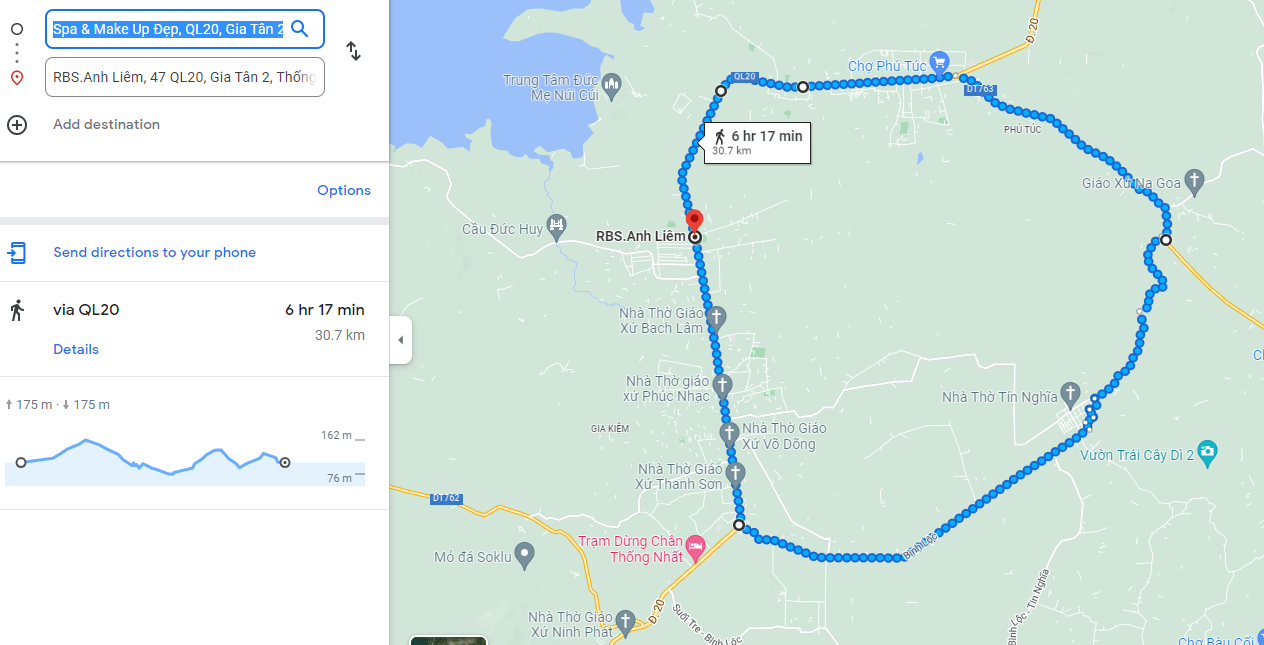 Spa & Make Up Đẹp, QL20, Gia Tân 2
RBS.Anh Liêm, 47 QL20, Gia Tân 2, Thống
Add destination
Options
Send directions to your phone
via QL20
6 hr 17 min
30.7 km
Details
175 m · 175 m
162 m
76 m
Trung Tâm Đức
Mẹ Núi Cúi
QL20
Chợ Phú Túc
Đ. 20
DT763
PHÚ TÚC
6 hr 17 min
30.7 km
Giáo Xứ Na Goa
Cầu Đức Huy
RBS.Anh Liêm
Nhà Thờ Giáo
Xứ Bạch Lâm
Nhà Thờ giáo
xứ Phúc Nhạc
Nhà Thờ Tín Nghĩa
GIA KIỆM
Nhà Thờ Giáo
Xứ Võ Dõng
Vườn Trái Cây Dì 2
Nhà Thờ Giáo
Xứ Thanh Sơn
DT762
Trạm Dừng Chân
Thống Nhất
Bình Lộc
Mỏ đá Soklu
Đ. 20
Suối Tre - Bình Lộc
Bình Lộc - Tín Nghĩa
Nhà Thờ Giáo
Xứ Ninh Phát
Chợ Bàu Cối